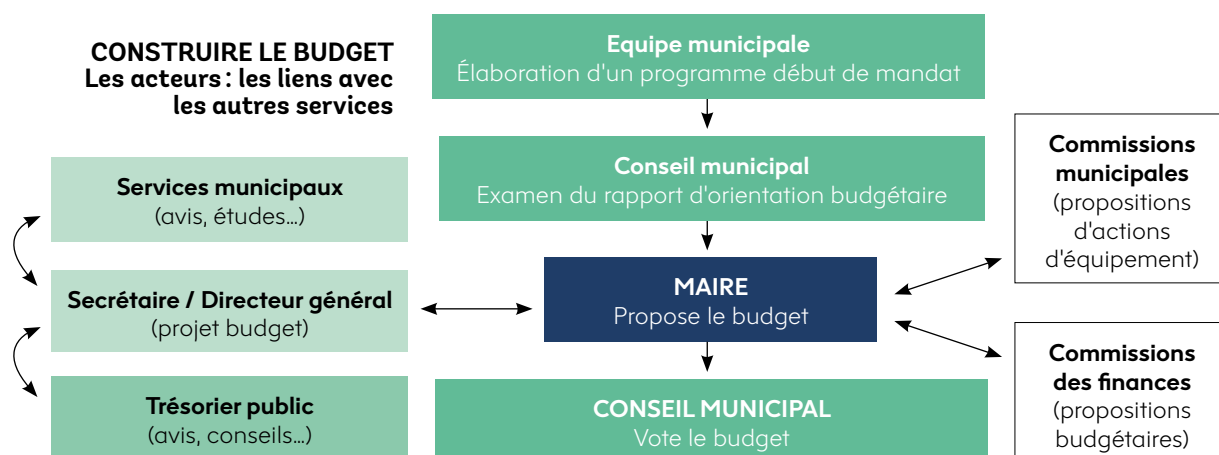 CONSTRUIRE LE BUDGET
Les acteurs : les liens avec
les autres services
Equipe municipale
Élaboration d'un programme début de mandat
Conseil municipal
Examen du rapport d'orientation budgétaire
Services municipaux
(avis, études...)
Secrétaire / Directeur général
(projet budget)
Trésorier public
(avis, conseils...)
MAIRE
Propose le budget
CONSEIL MUNICIPAL
Vote le budget
Commissions
municipales
(propositions
d'actions
d'équipement)
Commissions
des finances
(propositions
budgétaires)